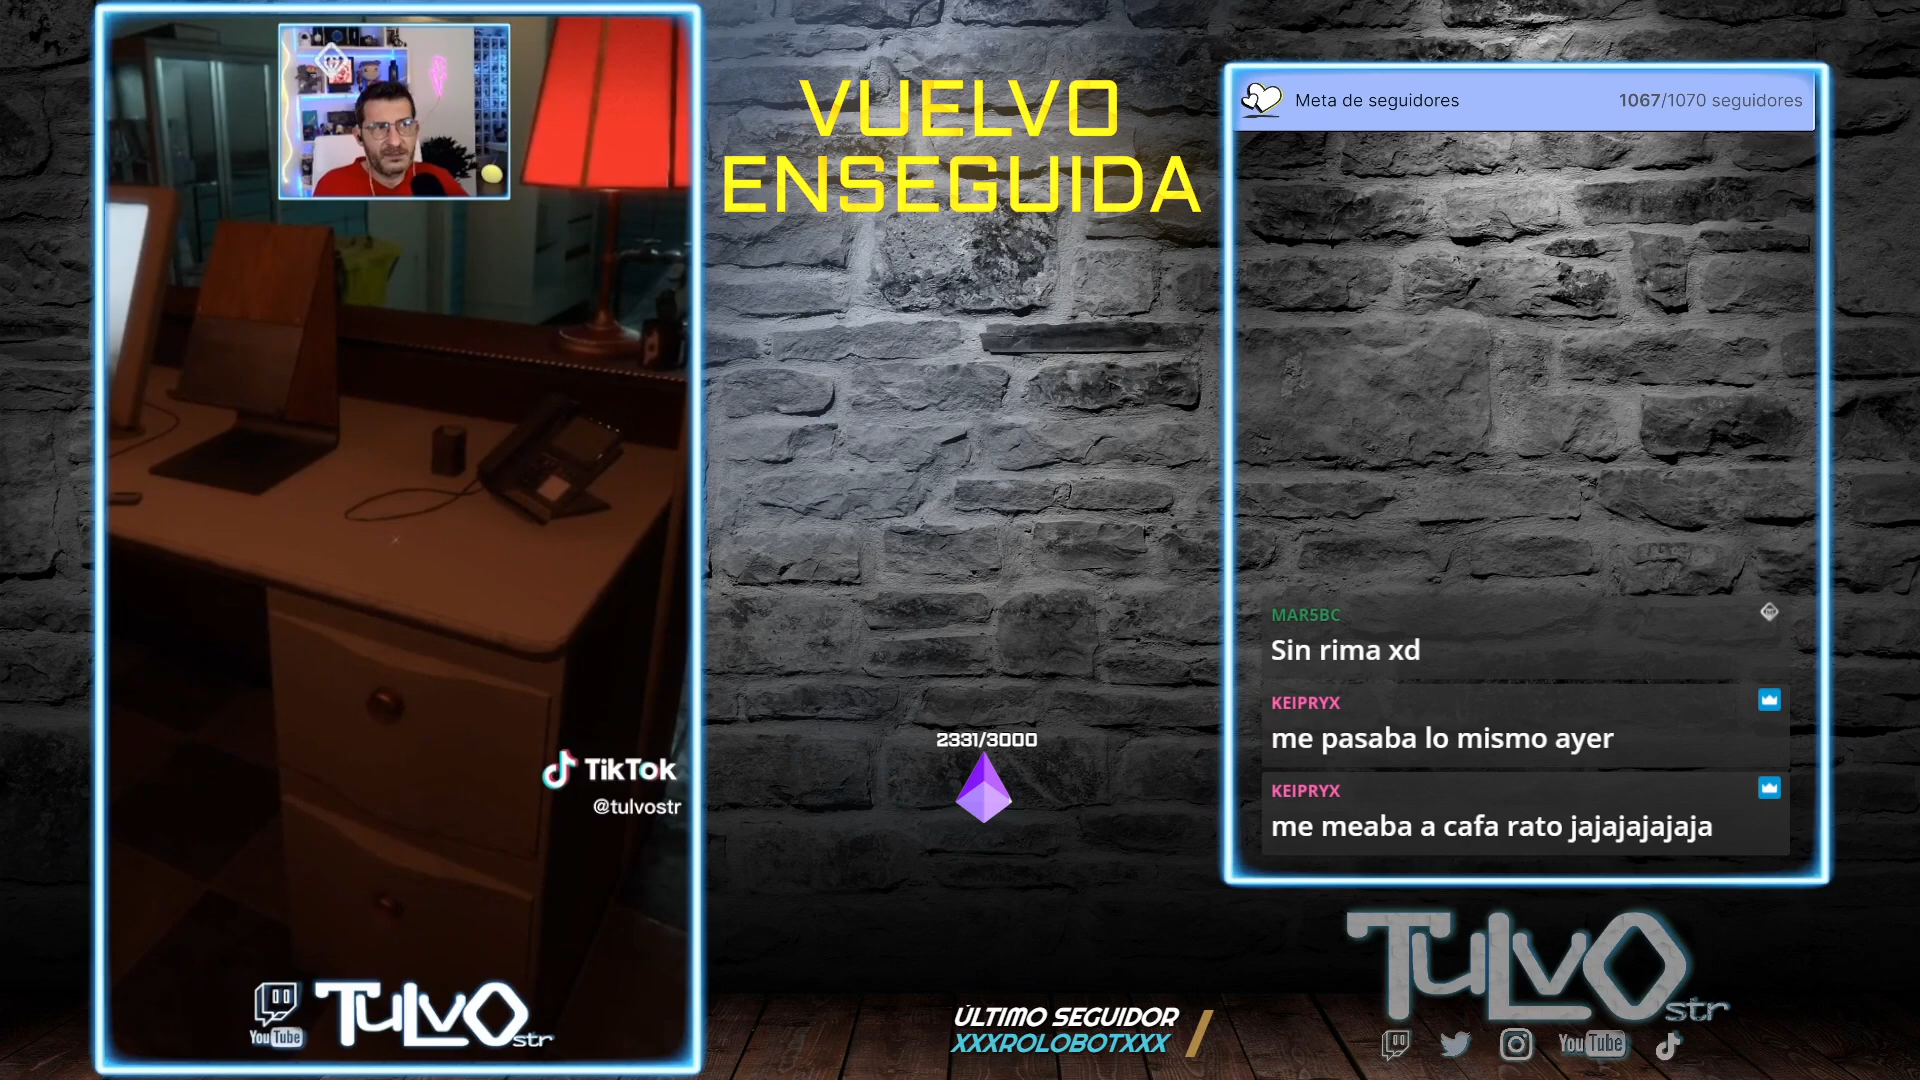 VUELVO
ENSEGUIDA
Meta de seguidores
1067/1070 seguidores
MAR5BC
Sin rima xd
KEIPRYX
me pasaba lo mismo ayer
KEIPRYX
me meaba a cafa rato jajajajajaja
2331/3000
TikTok
@tulvostr
YouTube
TULVO str
ÚLTIMO SEGUIDOR
XXXROLOBOTXXX
TULVO str
YouTube